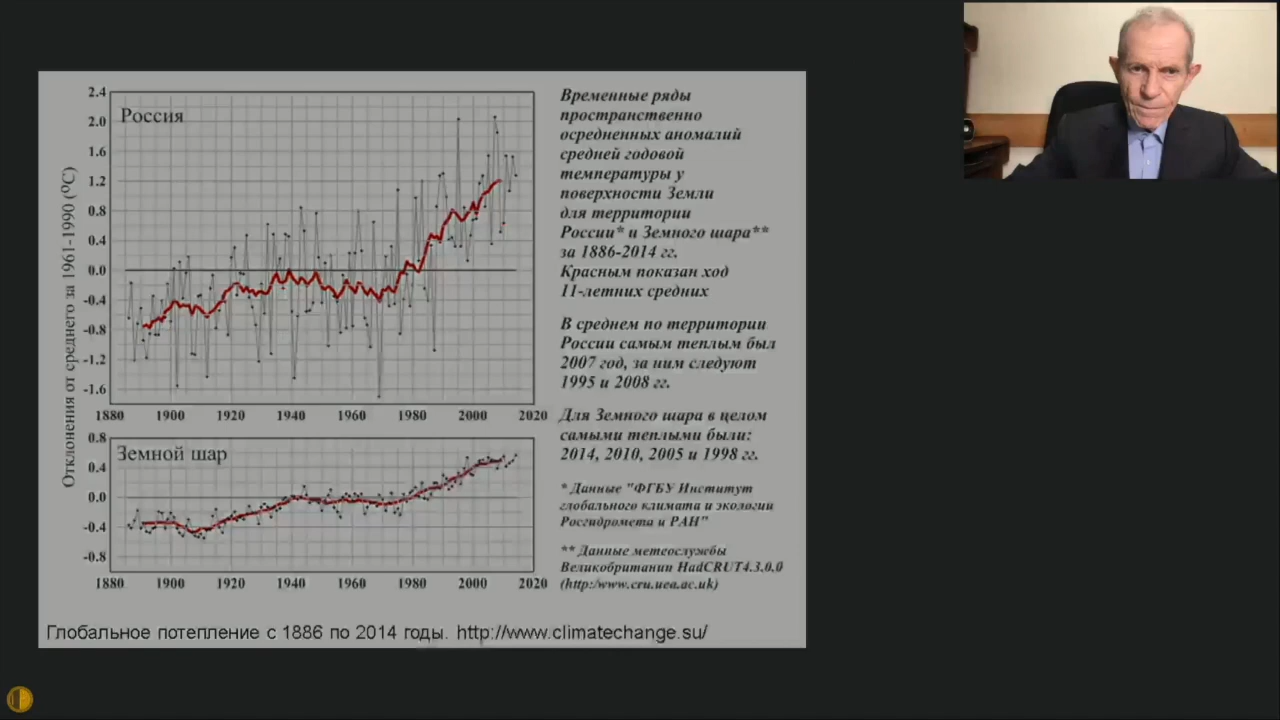 2.4
2.0
1.6
1.2
0.8
0.4
0.0
-0.4
-0.8
-1.2
-1.6
Россия
1880 1900 1920 1940 1960 1980 2000 2020
Отклонения от среднего за 1961-1990 (°C)
0.8
0.4
0.0
-0.4
-0.8
Земной шар
1880 1900 1920 1940 1960 1980 2000 2020
Временные ряды
пространственно
осредненных аномалий
средней годовой
температуры у
поверхности Земли
для территории
России* и Земного шара**
за 1886-2014 гг.
Красным показан ход
11-летних средних
В среднем по территории
России самым теплым был
2007 год, за ним следуют
1995 и 2008 гг.
Для Земного шара в целом
самыми теплыми были:
2014, 2010, 2005 и 1998 гг.
* Данные "ФГБУ Институт
глобального климата и экологии
Росгидромета и РАН"
** Данные метеослужбы
Великобритании HadCRUT4.3.0.0
(http:/www.cru.uea.ac.uk)
Глобальное потепление с 1886 по 2014 годы. http://www.climatechange.su/